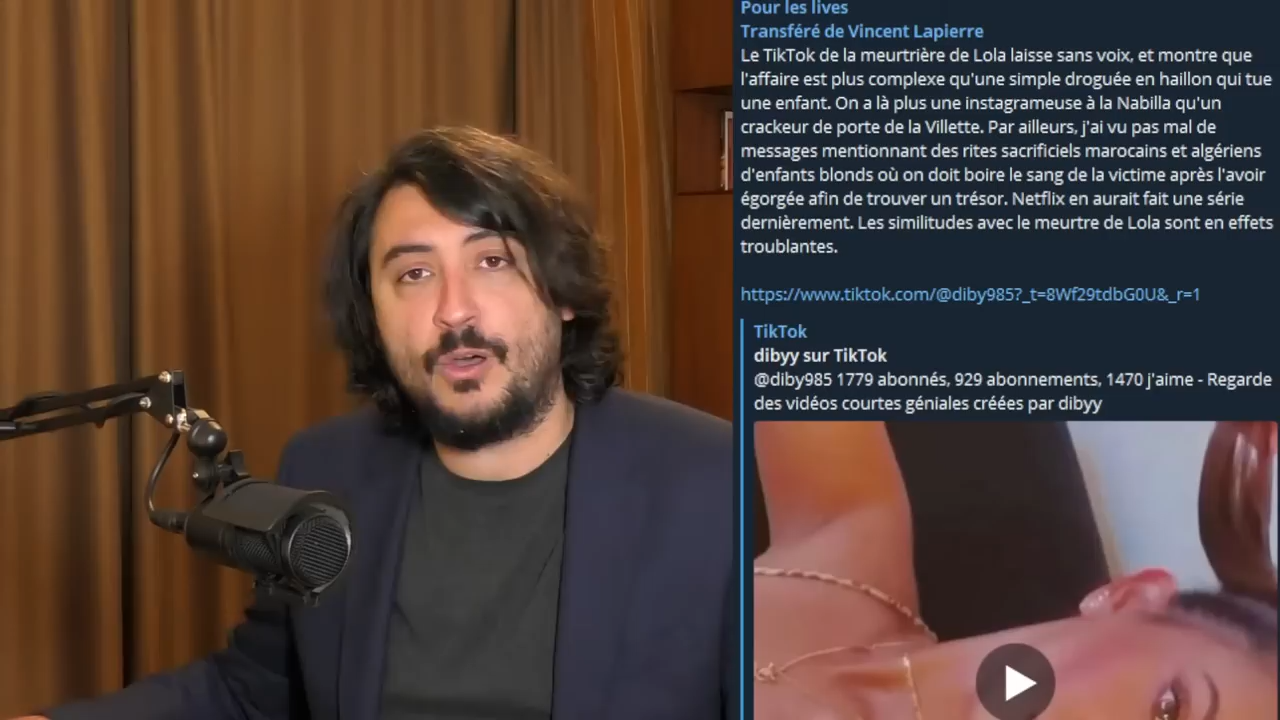 Pour les lives
Transféré de Vincent Lapierre
Le TikTok de la meurtrière de Lola laisse sans voix, et montre que
l'affaire est plus complexe qu'une simple droguée en haillon qui tue
une enfant. On a là plus une instagrameuse à la Nabilla qu'un
crackeur de porte de la Villette. Par ailleurs, j'ai vu pas mal de
messages mentionnant des rites sacrificiels marocains et algériens
d'enfants blonds où on doit boire le sang de la victime après l'avoir
égorgée afin de trouver un trésor. Netflix en aurait fait une série
dernièrement. Les similitudes avec le meurtre de Lola sont en effets
troublantes.
https://www.tiktok.com/@diby985?_t=8Wf29tdbG0U&_r=1
TikTok
dibyy sur TikTok
@diby985 1779 abonnés, 929 abonnements, 1470 j'aime - Regarde
des vidéos courtes géniales créées par dibyy